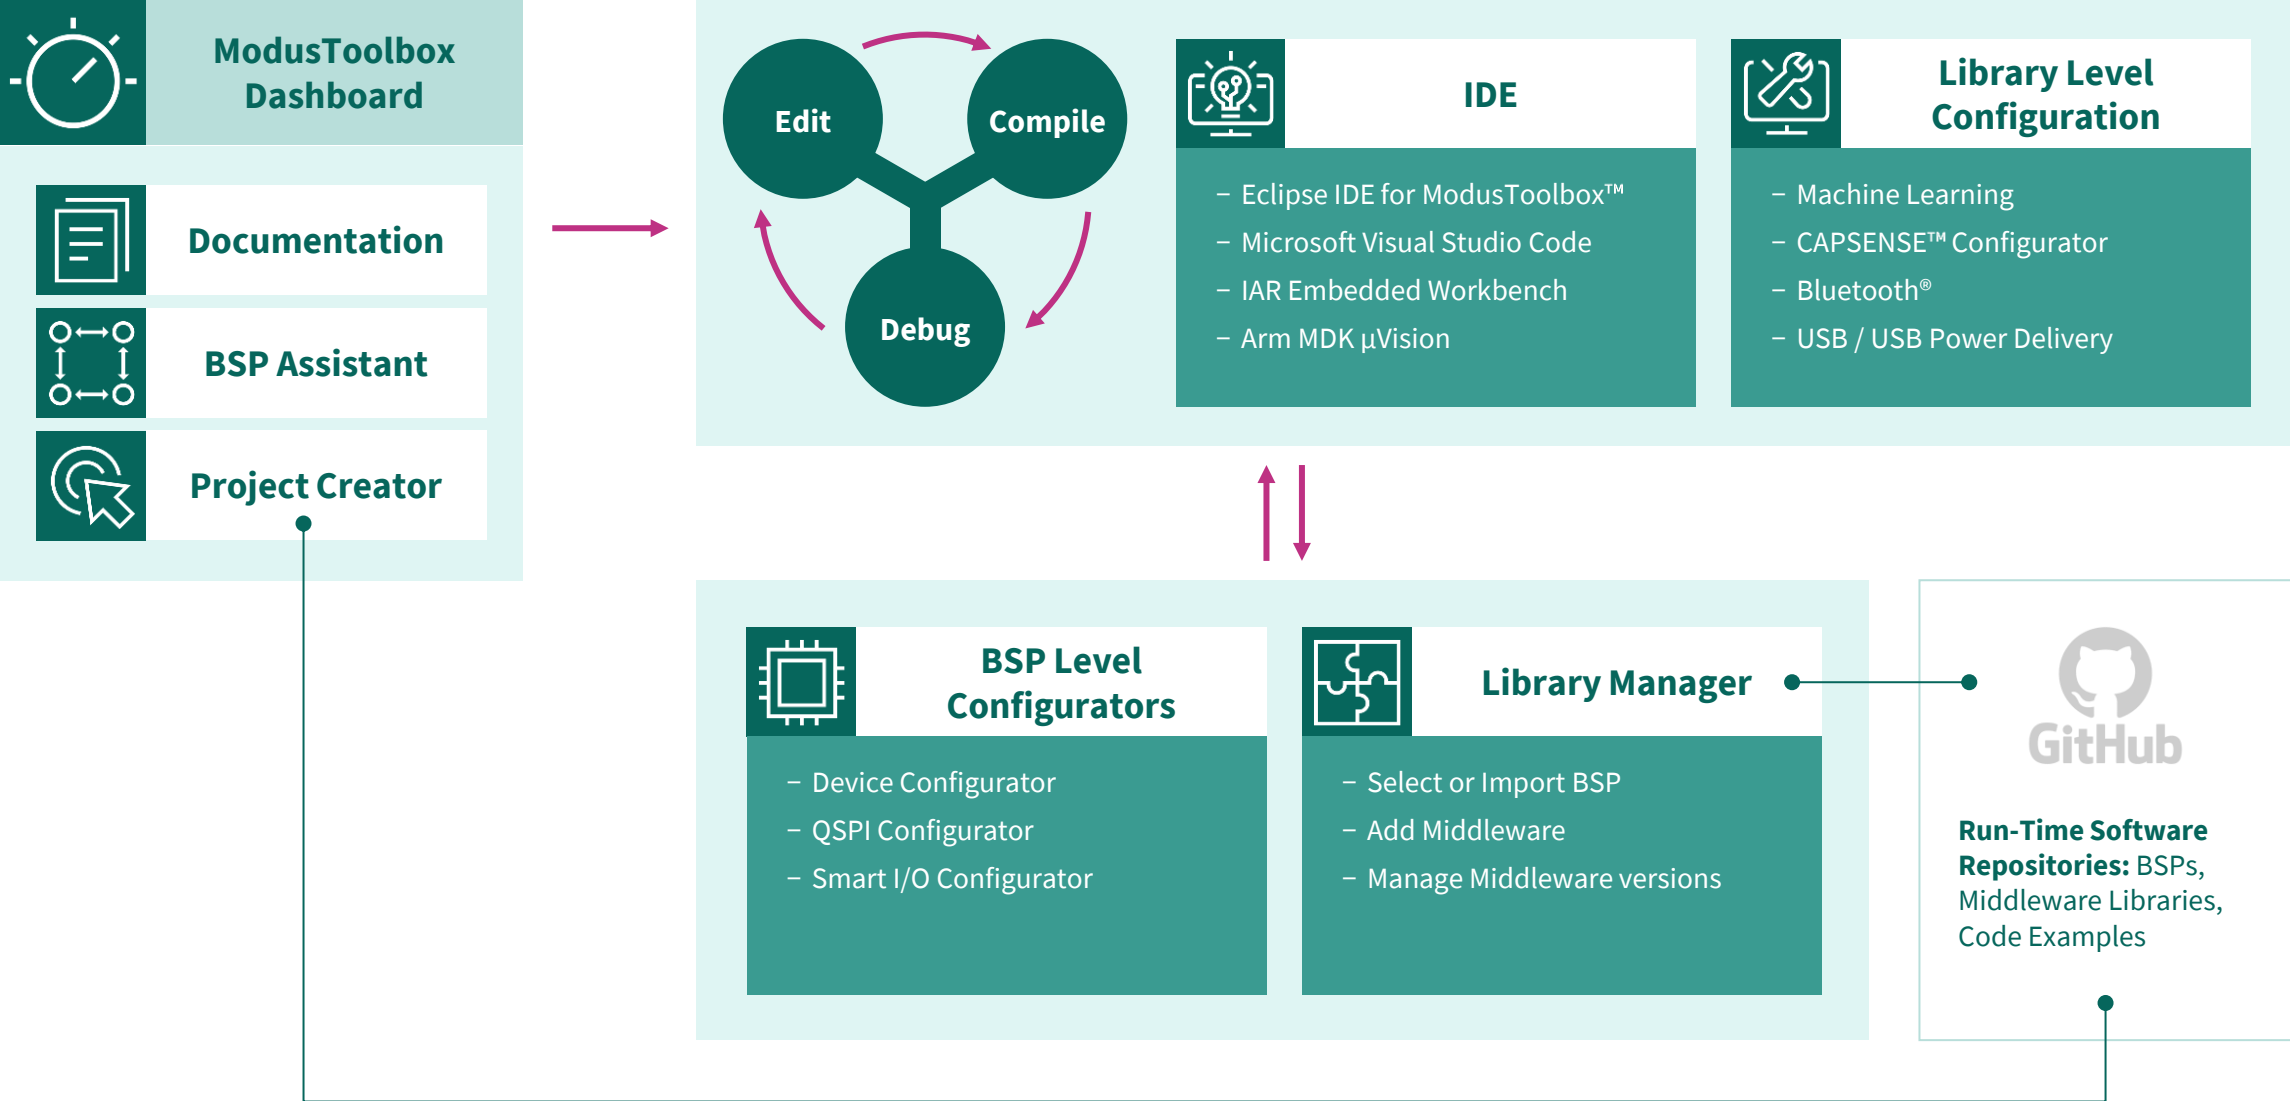 ModusToolbox
Dashboard
Documentation
BSP Assistant
Project Creator
Edit
Compile
Debug
IDE
– Eclipse IDE for ModusToolbox™
– Microsoft Visual Studio Code
– IAR Embedded Workbench
– Arm MDK µVision
Library Level
Configuration
– Machine Learning
– CAPSENSE™ Configurator
– Bluetooth®
– USB / USB Power Delivery
BSP Level
Configurators
– Device Configurator
– QSPI Configurator
– Smart I/O Configurator
Library Manager
– Select or Import BSP
– Add Middleware
– Manage Middleware versions
GitHub
Run-Time Software
Repositories: BSPs,
Middleware Libraries,
Code Examples